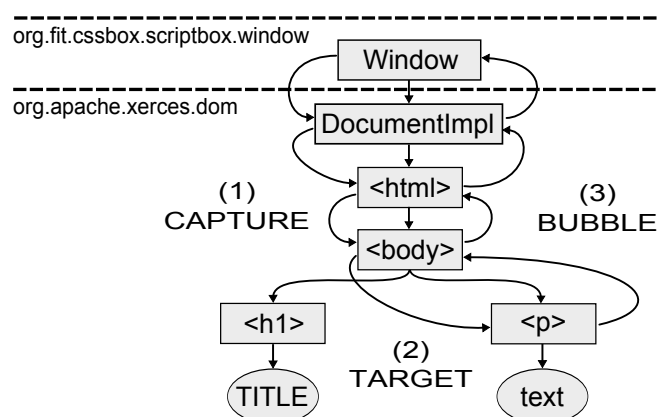 org.fit.cssbox.scriptbox.window
Window
org.apache.xerces.dom
DocumentImpl
<html>
(1)
CAPTURE
(3)
BUBBLE
<body>
<h1>
<p>
(2)
TARGET
TITLE
text